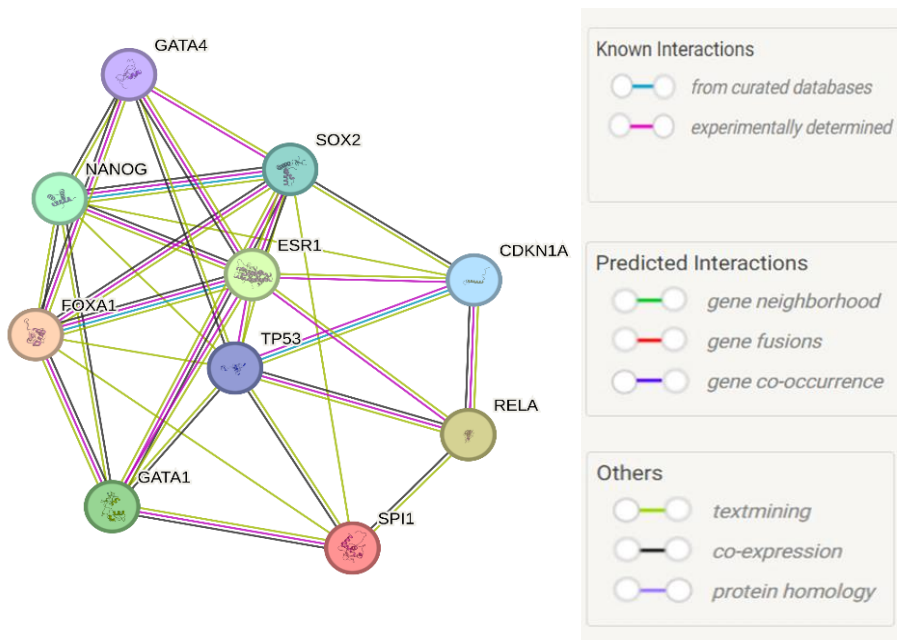 GATA4
SOX2
NANOG
ESR1
CDKN1A
FOXA1
TP53
RELA
GATA1
SPI1
Known Interactions
from curated databases
experimentally determined
Predicted Interactions
gene neighborhood
gene fusions
gene co-occurrence
Others
textmining
co-expression
protein homology